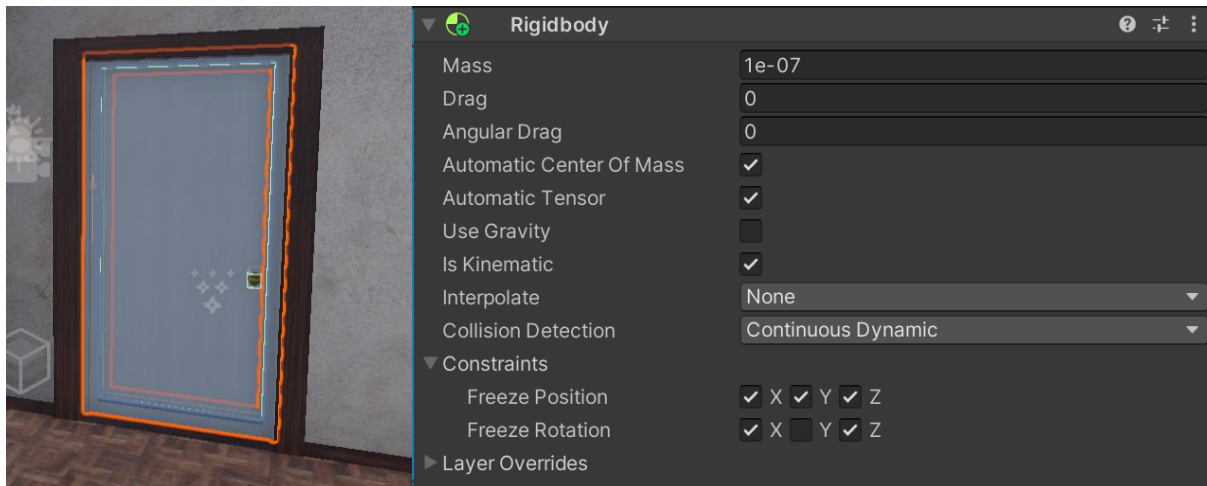 Rigidbody
Mass 1e-07
Drag 0
Angular Drag 0
Automatic Center Of Mass
Automatic Tensor
Use Gravity
Is Kinematic
Interpolate None
Collision Detection Continuous Dynamic
Constraints
Freeze Position X Y Z
Freeze Rotation X Y Z
Layer Overrides